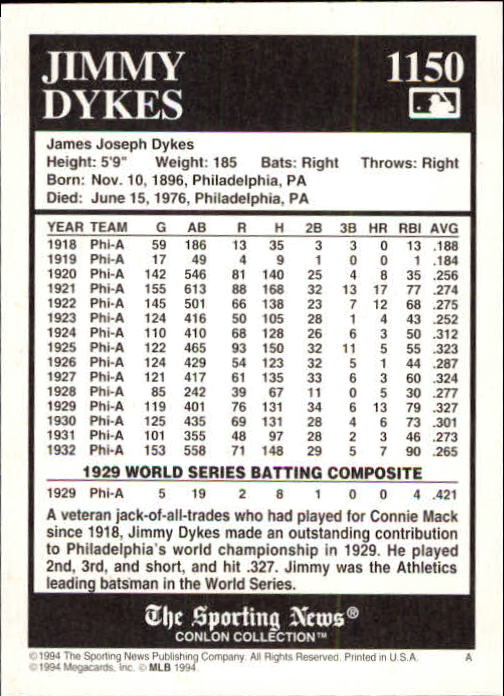 JIMMY 1150
DYKES
James Joseph Dykes
Height: 5'9" Weight: 185 Bats: Right Throws: Right
Born: Nov. 10, 1896, Philadelphia, PA
Died: June 15, 1976, Philadelphia, PA
YEAR TEAM G AB R H 2B 3B HR RBI AVG
1918 Phi-A 59 186 13 35 3 3 0 13 .188
1919 Phi-A 17 49 4 9 1 0 0 1 .184
1920 Phi-A 142 546 81 140 25 4 8 35 .256
1921 Phi-A 155 613 88 168 32 13 17 77 .274
1922 Phi-A 145 501 66 138 23 7 12 68 .275
1923 Phi-A 124 416 50 105 28 1 4 43 .252
1924 Phi-A 110 410 68 128 26 6 3 50 .312
1925 Phi-A 122 465 93 150 32 11 5 55 .323
1926 Phi-A 124 429 54 123 32 5 1 44 .287
1927 Phi-A 121 417 61 135 33 6 3 60 .324
1928 Phi-A 85 242 39 67 11 0 5 30 .277
1929 Phi-A 119 401 76 131 34 6 13 79 .327
1930 Phi-A 125 435 69 131 28 4 6 73 .301
1931 Phi-A 101 355 48 97 28 2 3 46 .273
1932 Phi-A 153 558 71 148 29 5 7 90 .265
1929 WORLD SERIES BATTING COMPOSITE
1929 Phi-A 5 19 2 8 1 0 0 4 .421
A veteran jack-of-all-trades who had played for Connie Mack
since 1918, Jimmy Dykes made an outstanding contribution
to Philadelphia's world championship in 1929. He played
2nd, 3rd, and short, and hit .327. Jimmy was the Athletics
leading batsman in the World Series.
The Sporting News®
CONLON COLLECTION™
©1994 The Sporting News Publishing Company. All Rights Reserved. Printed in U.S.A. A
©1994 Megacards, Inc. © MLB 1994